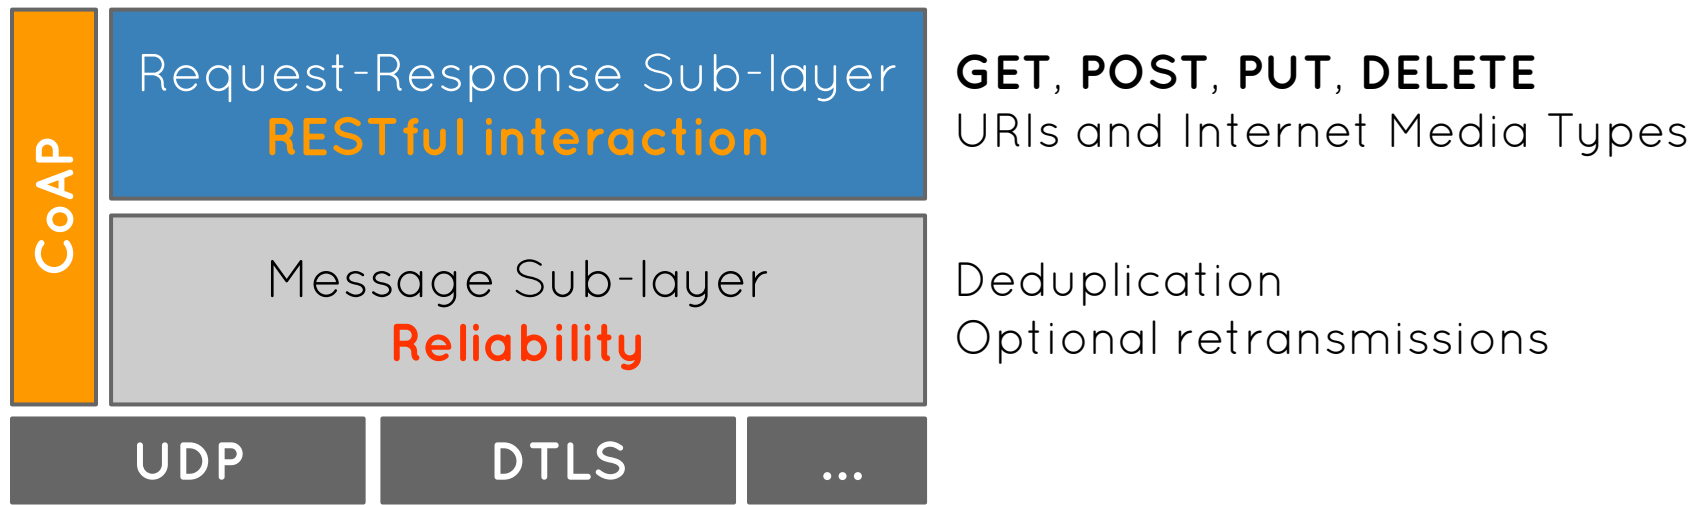 CoAP
Request-Response Sub-layer
RESTful interaction
GET, POST, PUT, DELETE
URIs and Internet Media Types
Message Sub-layer
Reliability
Deduplication
Optional retransmissions
UDP
DTLS
...